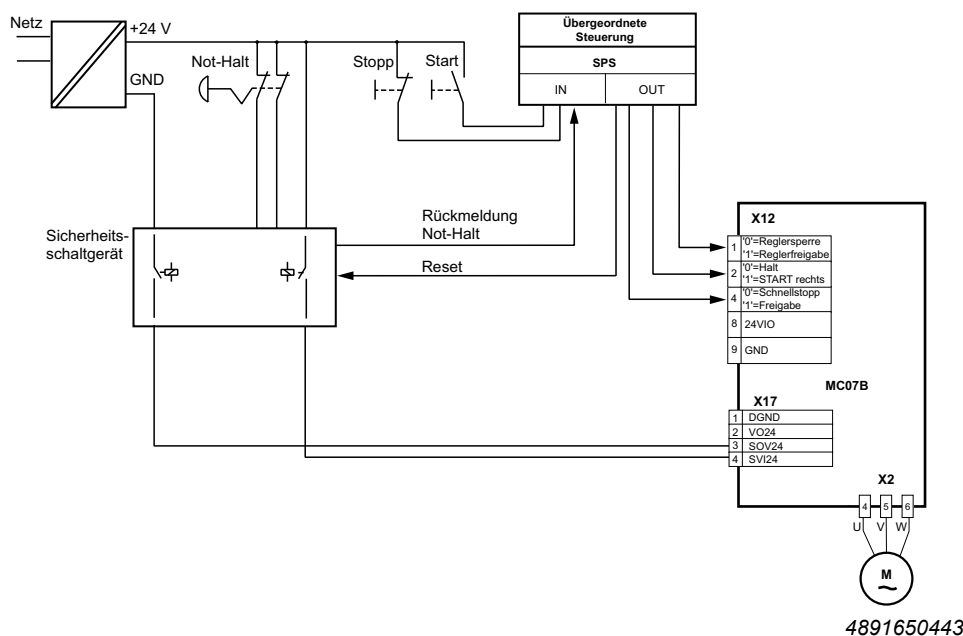 Netz
+24 V
GND
Not-Halt
Stopp
Start
Übergeordnete
Steuerung
SPS
IN
OUT
Sicherheits-
schaltgerät
Rückmeldung
Not-Halt
Reset
X12
1
'0'=Reglersperre
'1'=Reglerfreigabe
2
'0'=Halt
'1'=START rechts
4
'0'=Schnellstopp
'1'=Freigabe
8 24VIO
9 GND
MC07B
X17
1 DGND
2 VO24
3 SOV24
4 SVI24
X2
4 5 6
U V W
M
4891650443